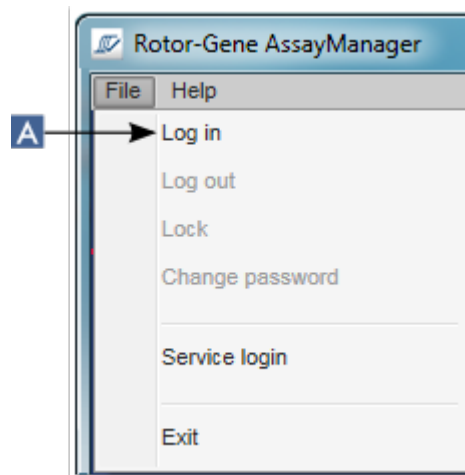 Rotor-Gene AssayManager
File Help
A Log in
Log out
Lock
Change password
Service login
Exit